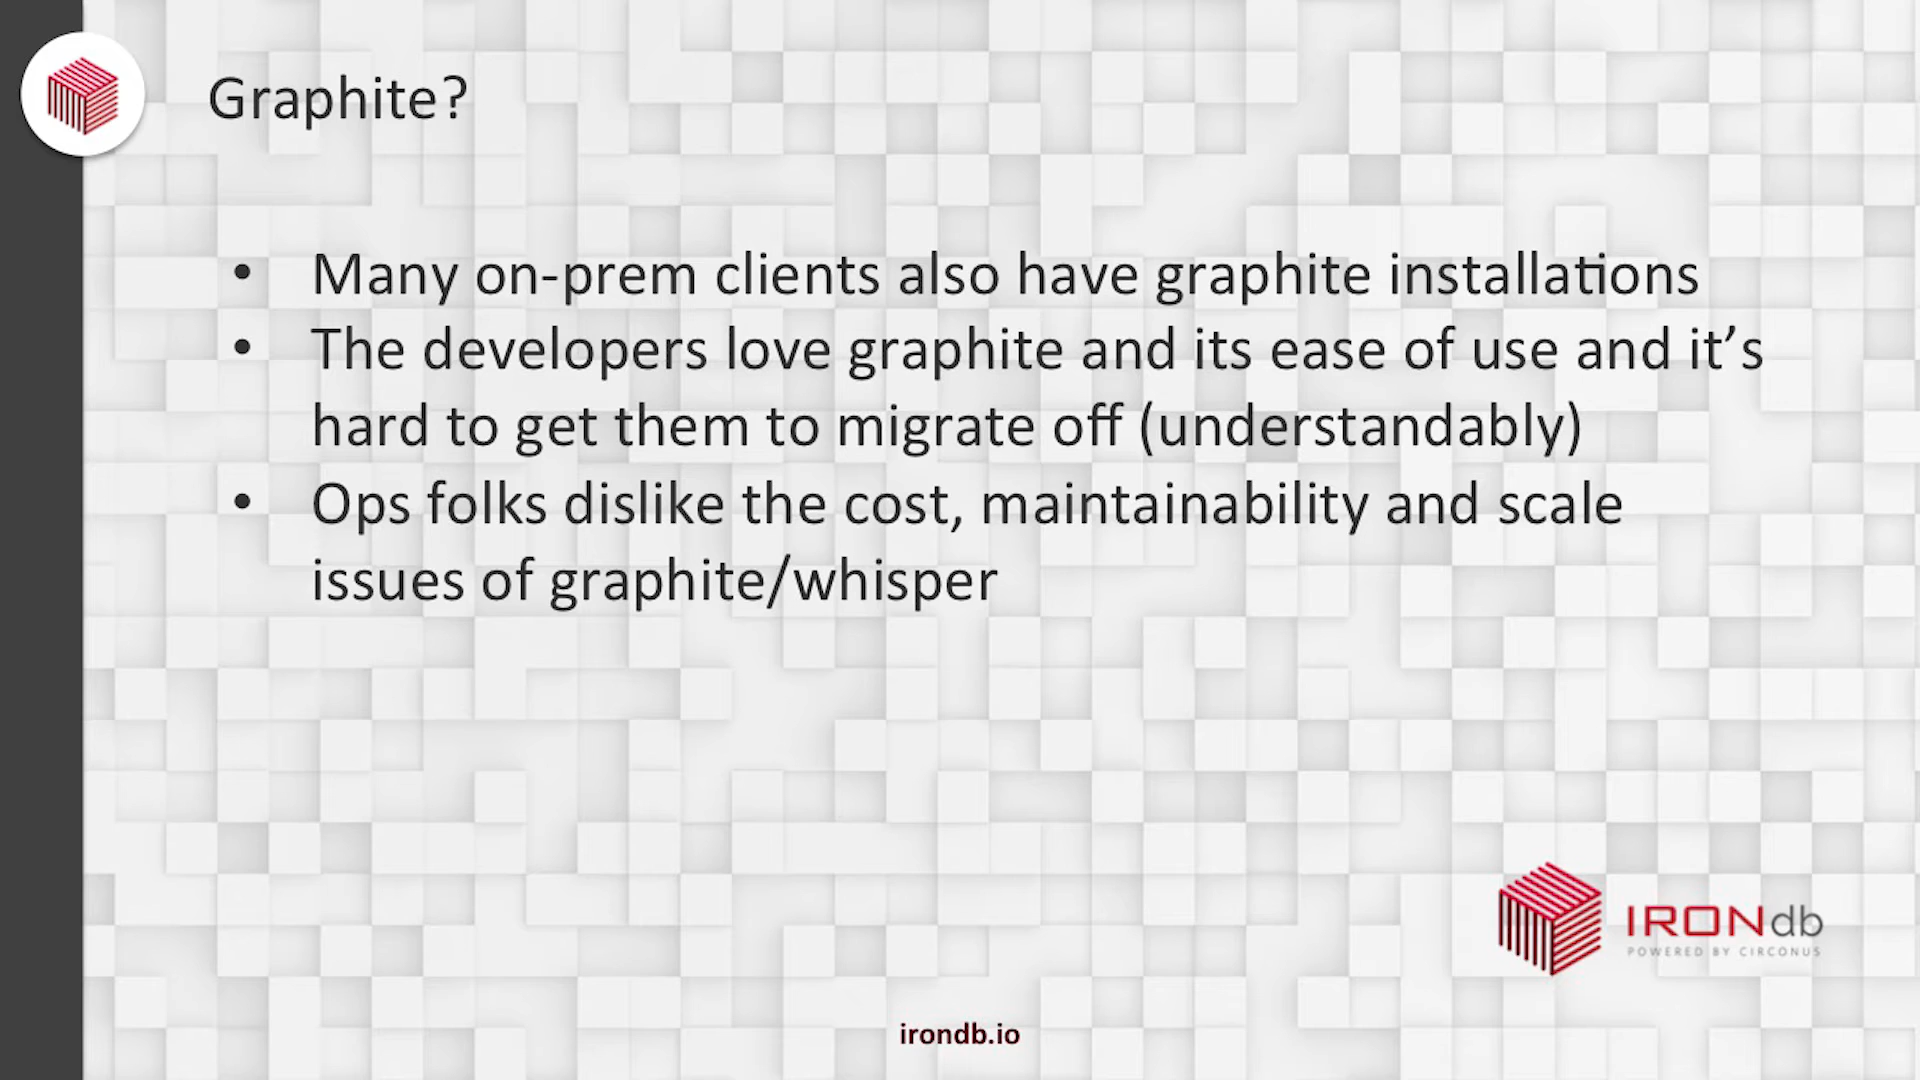 Graphite?
• Many on-prem clients also have graphite installations
• The developers love graphite and its ease of use and it’s
hard to get them to migrate off (understandably)
• Ops folks dislike the cost, maintainability and scale
issues of graphite/whisper
IRONdb
POWERED BY CIRCONUS
irondb.io